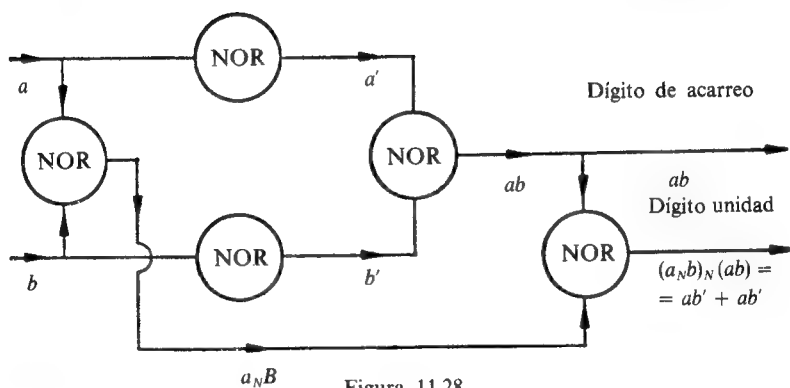 NOR
a
a'
Dígito de acarreo
NOR
NOR
ab
ab
Dígito unidad
b
NOR
b'
NOR
(a_Nb)_N(ab) =
= ab' + ab'
a_NB
Figura 11.28